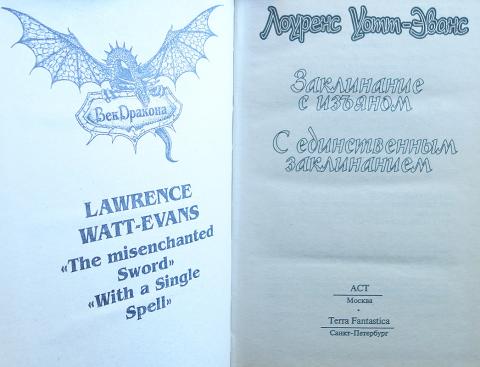 Век Дракона
LAWRENCE
WATT-EVANS
«The misenchanted
Sword»
«With a Single
Spell»
Лоуренс Уотт-Эванс
Заклинание
с изъяном
С единственным
заклинанием
АСТ
Москва
Terra Fantastica
Санкт-Петербург